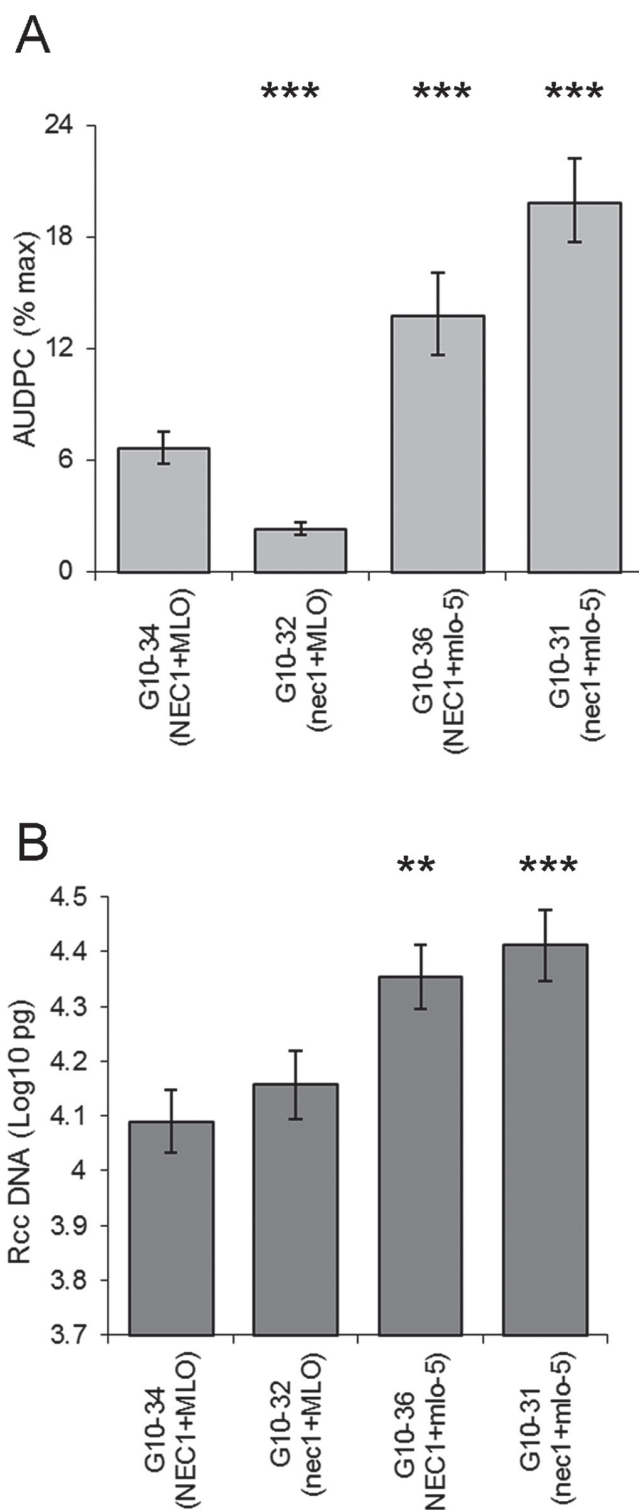 A
*** *** ***
24
18
12
6
0
AUDPC (% max)
G10-34
(NEC1+MLO)
G10-32
(nec1+MLO)
G10-36
(NEC1+mlo-5)
G10-31
(nec1+mlo-5)
B
** ***
4.5
4.4
4.3
4.2
4.1
4
3.9
3.8
3.7
Rcc DNA (Log10 pg)
G10-34
(NEC1+MLO)
G10-32
(nec1+MLO)
G10-36
NEC1+mlo-5)
G10-31
(nec1+mlo-5)